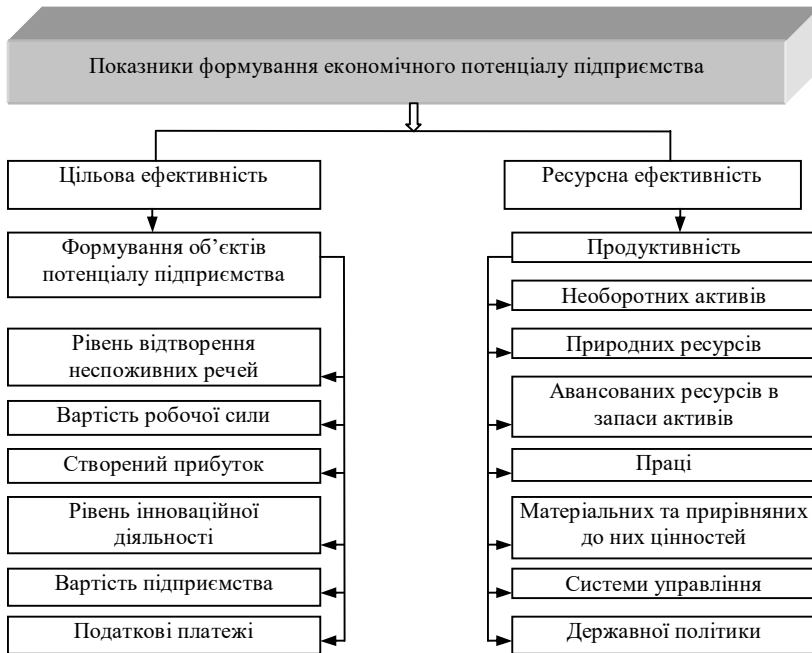 Показники формування економічного потенціалу підприємства
Цільова ефективність
Ресурсна ефективність
Формування об’єктів
потенціалу підприємства
Рівень відтворення
неспоживних речей
Вартість робочої сили
Створений прибуток
Рівень інноваційної
діяльності
Вартість підприємства
Податкові платежі
Продуктивність
Необоротних активів
Природних ресурсів
Авансованих ресурсів в
запаси активів
Праці
Матеріальних та прирівняних
до них цінностей
Системи управління
Державної політики